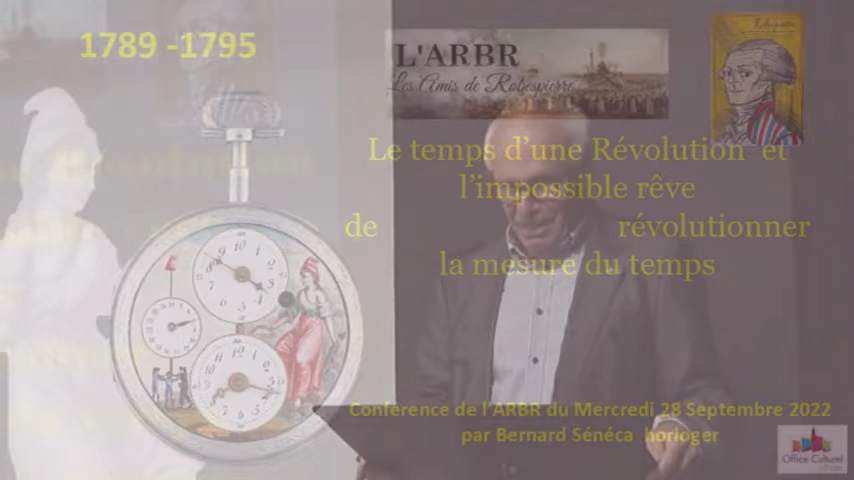 1789 -1795
L'ARBR
Les Amis de Robespierre
Le temps d'une Révolution et
l'impossible rêve
de révolutionner
la mesure du temps
Conférence de l'ARBR du Mercredi 28 Septembre 2022
par Bernard Sénéca horloger
Office Culturel